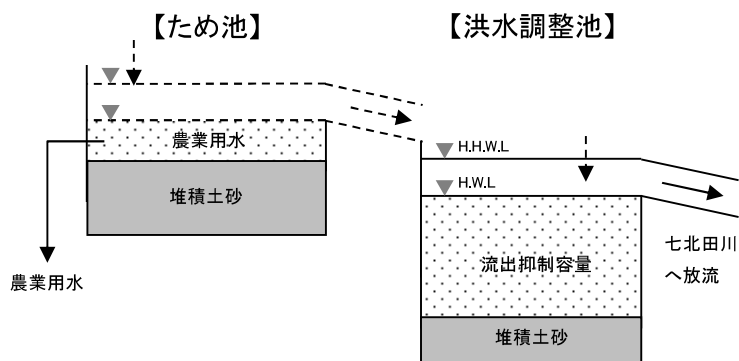 【ため池】
農業用水
堆積土砂
農業用水
【洪水調整池】
H.H.W.L
H.W.L
流出抑制容量
堆積土砂
七北田川
へ放流